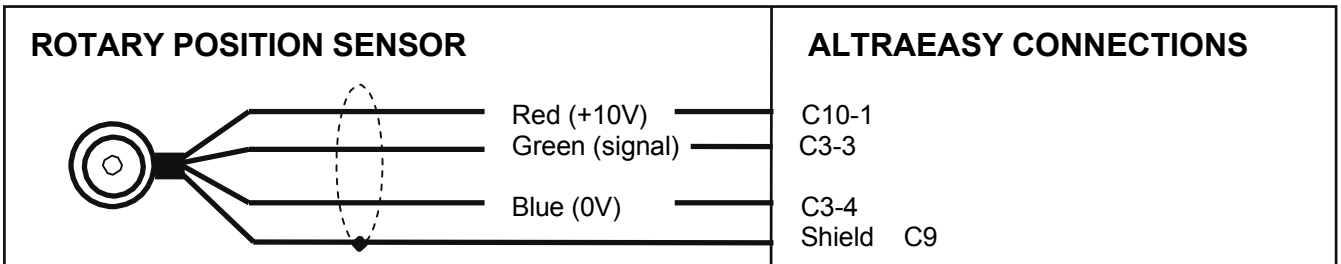 ROTARY POSITION SENSOR ALTRAEASY CONNECTIONS
Red (+10V) C10-1
Green (signal) C3-3
Blue (0V) C3-4
Shield C9